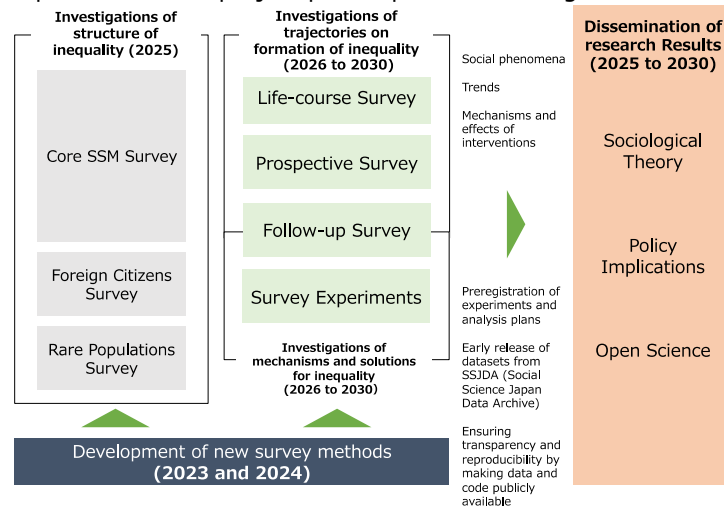 Investigations of
structure of
inequality (2025)
Core SSM Survey
Foreign Citizens
Survey
Rare Populations
Survey
Investigations of
trajectories on
formation of inequality
(2026 to 2030)
Life-course Survey
Prospective Survey
Follow-up Survey
Survey Experiments
Investigations of
mechanisms and solutions
for inequality
(2026 to 2030)
Development of new survey methods
(2023 and 2024)
Social phenomena
Trends
Mechanisms and
effects of
interventions
Preregistration of
experiments and
analysis plans
Early release of
datasets from
SSJDA (Social
Science Japan
Data Archive)
Ensuring
transparency and
reproducibility by
making data and
code publicly
available
Dissemination of
research Results
(2025 to 2030)
Sociological
Theory
Policy
Implications
Open Science